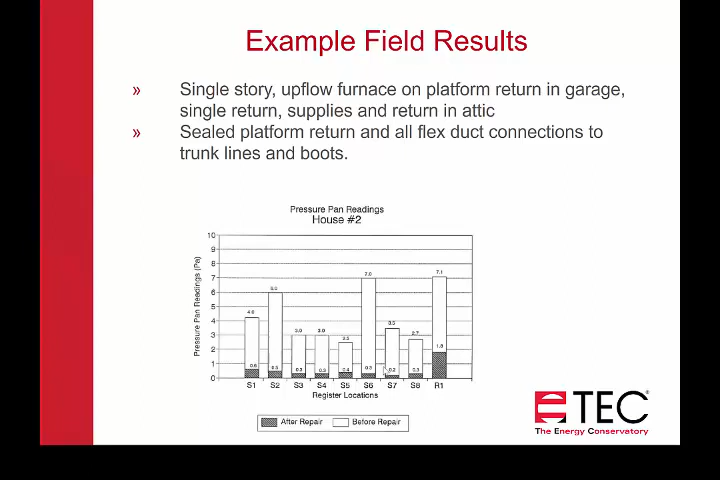 Example Field Results
» Single story, upflow furnace on platform return in garage,
single return, supplies and return in attic
» Sealed platform return and all flex duct connections to
trunk lines and boots.
Pressure Pan Readings
House #2
Pressure Pan Readings (Pa)
10
9
8
7
6
5
4
3
2
1
0
6.0 3.0 3.0 2.5 7.0 3.5 2.7 7.1
0.6 0.5 0.3 0.3 0.4 0.3 0.2 0.3 1.8
S1 S2 S3 S4 S5 S6 S7 S8 R1
Register Locations
After Repair Before Repair
TEC®
The Energy Conservatory